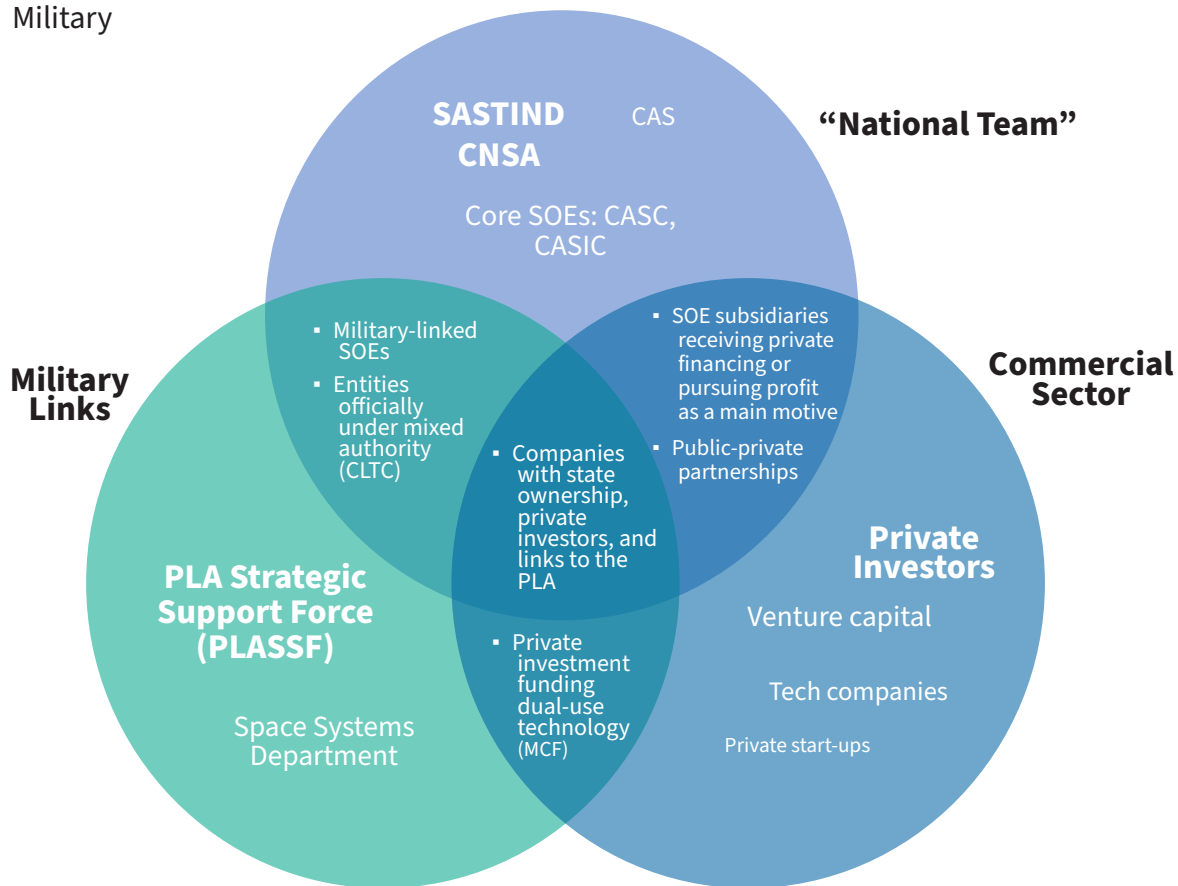 Military
SASTIND
CNSA
CAS
“National Team”
Core SOEs: CASC,
CASIC
▪ Military-linked
SOEs
▪ Entities
officially
under mixed
authority
(CLTC)
▪ SOE subsidiaries
receiving private
financing or
pursuing profit
as a main motive
▪ Public-private
partnerships
Military
Links
Commercial
Sector
▪ Companies
with state
ownership,
private
investors, and
links to the
PLA
PLA Strategic
Support Force
(PLASSF)
Space Systems
Department
▪ Private
investment
funding
dual-use
technology
(MCF)
Private
Investors
Venture capital
Tech companies
Private start-ups